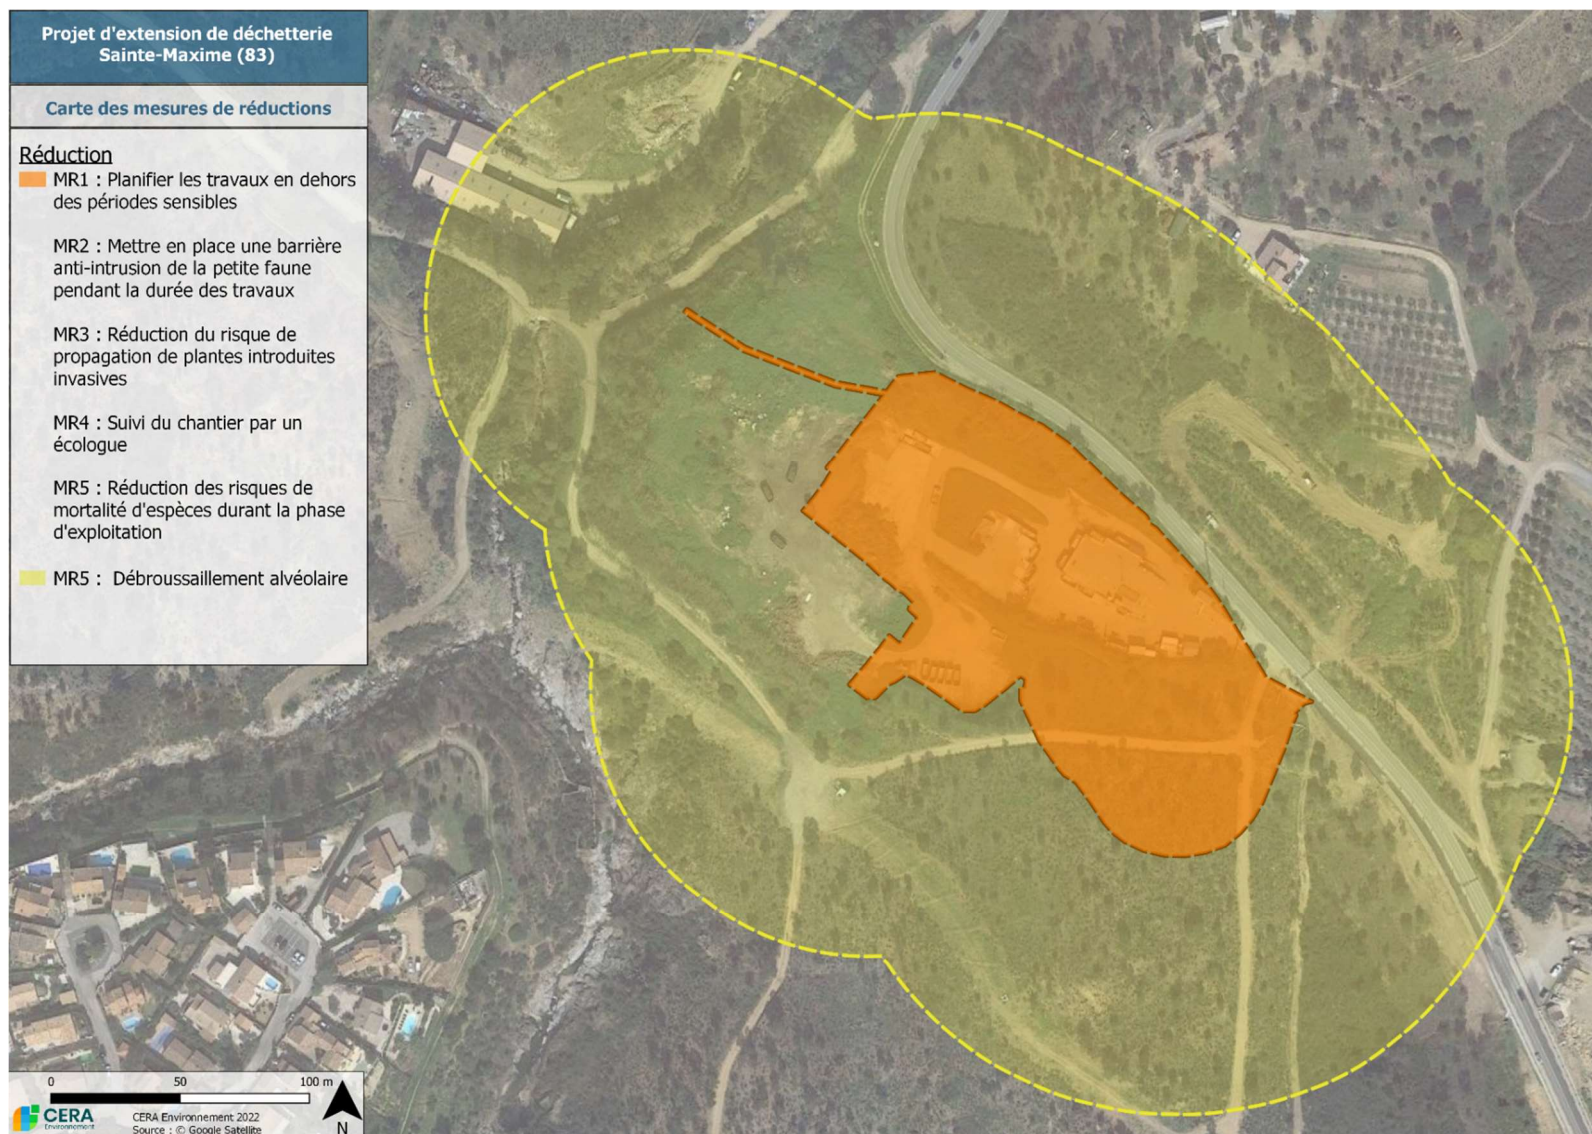 Projet d'extension de déchetterie
Sainte-Maxime (83)
Carte des mesures de réductions
Réduction
MR1 : Planifier les travaux en dehors
des périodes sensibles
MR2 : Mettre en place une barrière
anti-intrusion de la petite faune
pendant la durée des travaux
MR3 : Réduction du risque de
propagation de plantes introduites
invasives
MR4 : Suivi du chantier par un
écologue
MR5 : Réduction des risques de
mortalité d'espèces durant la phase
d'exploitation
MR5 : Débroussaillement alvéolaire
0 50 100 m
CERA
Environnement
CERA Environnement 2022
Source : © Google Satellite
N